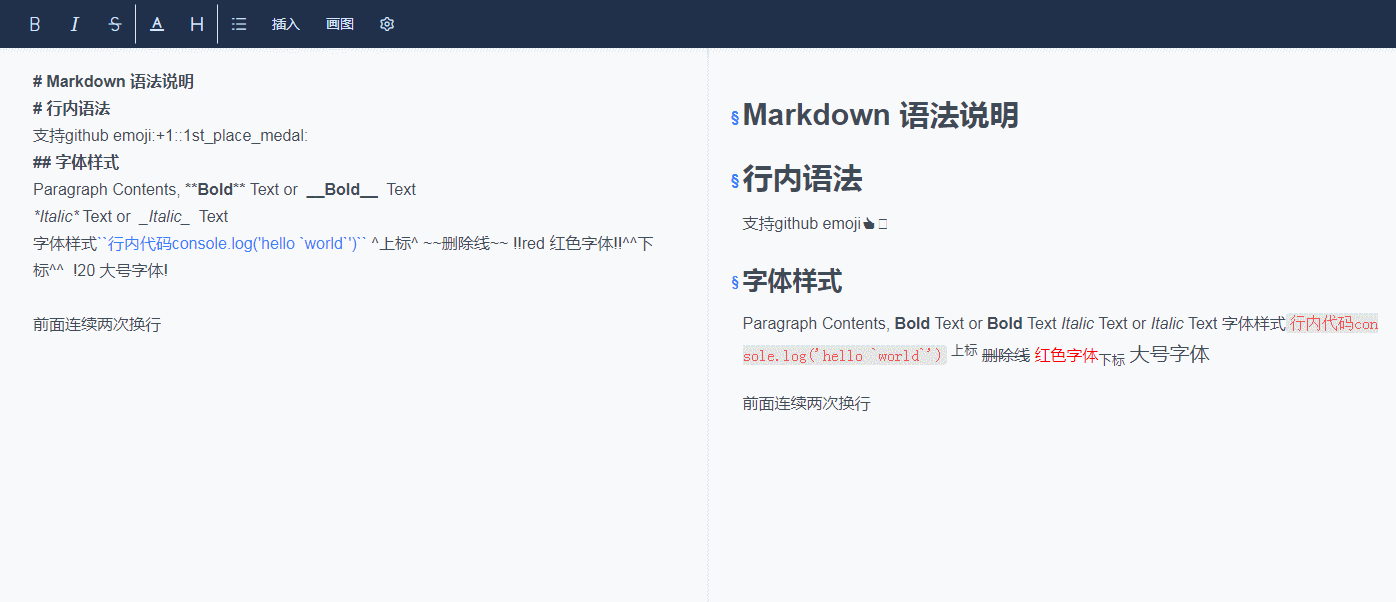 B I S A H 插入 画图
# Markdown 语法说明
# 行内语法
支持github emoji:+1::1st_place_medal:
## 字体样式
Paragraph Contents, **Bold** Text or __Bold__ Text
*Italic* Text or _Italic_ Text
字体样式``行内代码console.log('hello `world`')`` ^上标^ ~~删除线~~ !!red 红色字体!!^^下
标^^ !20 大号字体!
前面连续两次换行
§Markdown 语法说明
§行内语法
支持github emoji👍
§字体样式
Paragraph Contents, Bold Text or Bold Text Italic Text or Italic Text 字体样式 行内代码con
sole.log('hello `world`') 上标 删除线 红色字体下标 大号字体
前面连续两次换行